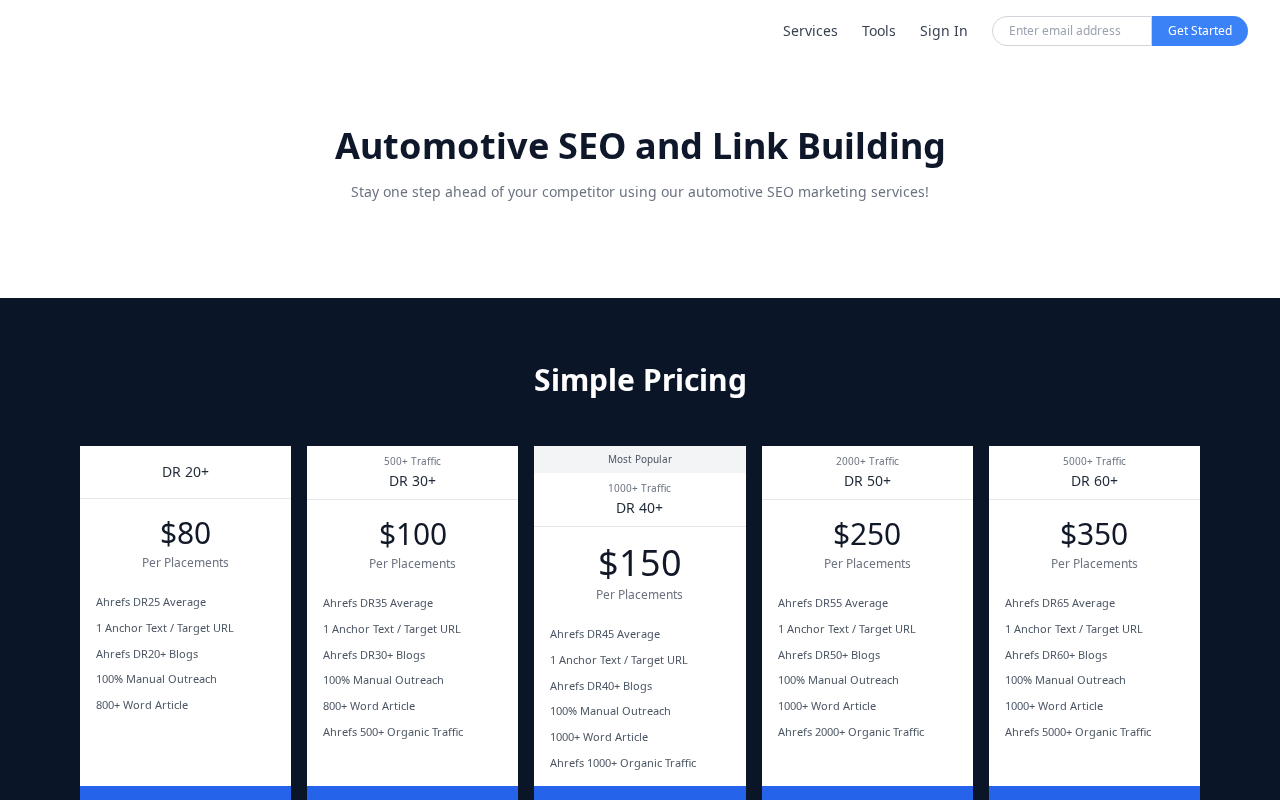 Services
Tools
Sign In
Enter email address
Get Started
Automotive SEO and Link Building
Stay one step ahead of your competitor using our automotive SEO marketing services!
Simple Pricing
DR 20+
$80
Per Placements
Ahrefs DR25 Average
1 Anchor Text / Target URL
Ahrefs DR20+ Blogs
100% Manual Outreach
800+ Word Article
500+ Traffic
DR 30+
$100
Per Placements
Ahrefs DR35 Average
1 Anchor Text / Target URL
Ahrefs DR30+ Blogs
100% Manual Outreach
800+ Word Article
Ahrefs 500+ Organic Traffic
Most Popular
1000+ Traffic
DR 40+
$150
Per Placements
Ahrefs DR45 Average
1 Anchor Text / Target URL
Ahrefs DR40+ Blogs
100% Manual Outreach
1000+ Word Article
Ahrefs 1000+ Organic Traffic
2000+ Traffic
DR 50+
$250
Per Placements
Ahrefs DR55 Average
1 Anchor Text / Target URL
Ahrefs DR50+ Blogs
100% Manual Outreach
1000+ Word Article
Ahrefs 2000+ Organic Traffic
5000+ Traffic
DR 60+
$350
Per Placements
Ahrefs DR65 Average
1 Anchor Text / Target URL
Ahrefs DR60+ Blogs
100% Manual Outreach
1000+ Word Article
Ahrefs 5000+ Organic Traffic